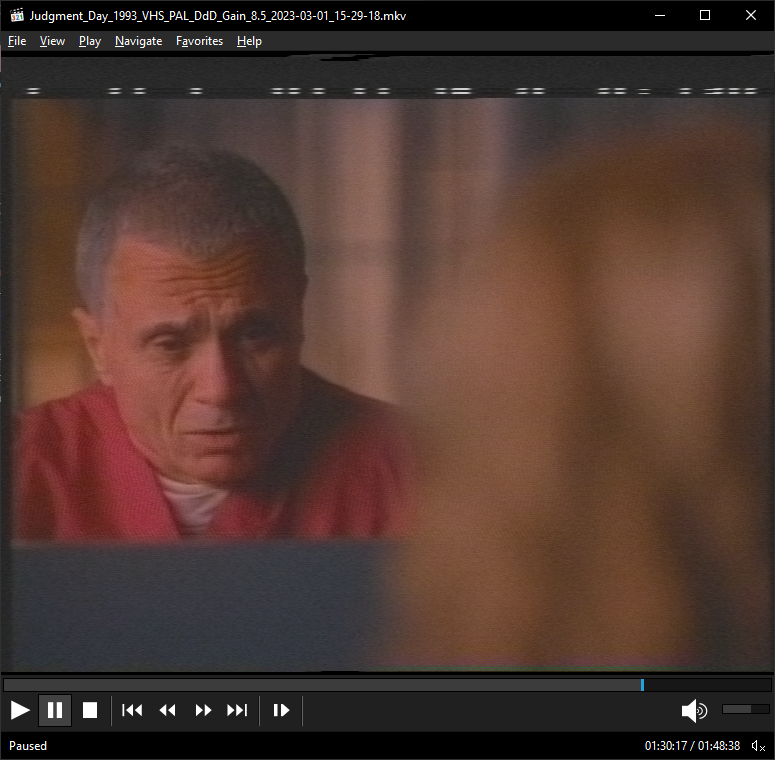 Judgment_Day_1993_VHS_PAL_DdD_Gain_8.5_2023-03-01_15-29-18.mkv
File View Play Navigate Favorites Help
Paused 01:30:17 / 01:48:38